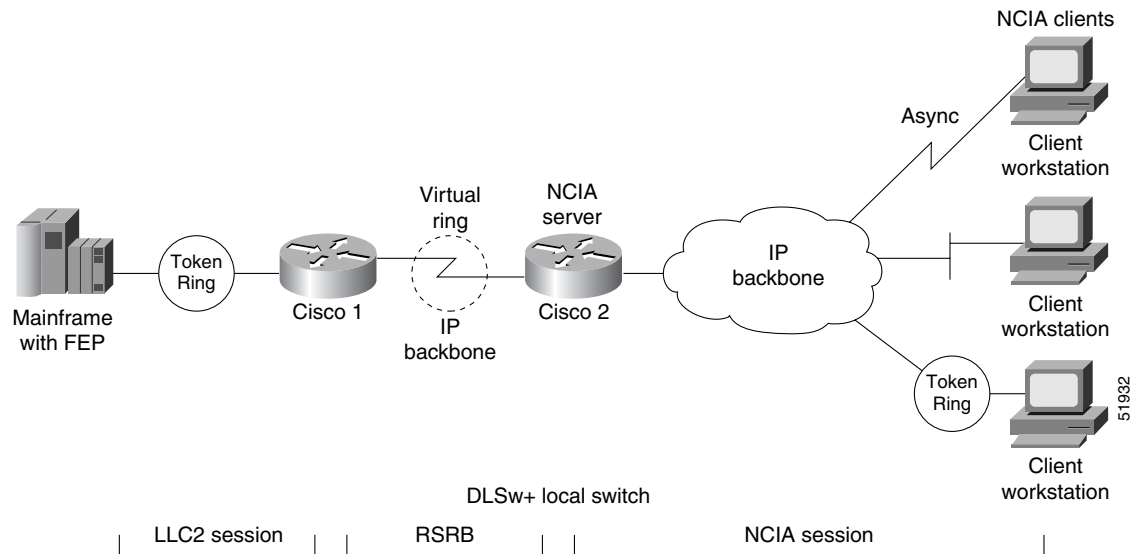 NCIA clients
Async
Client
workstation
Virtual
ring
NCIA
server
Token
Ring
IP
backbone
Mainframe
with FEP
Cisco 1
IP
backbone
Cisco 2
Client
workstation
Token
Ring
Client
workstation
51932
DLSw+ local switch
LLC2 session
RSRB
NCIA session